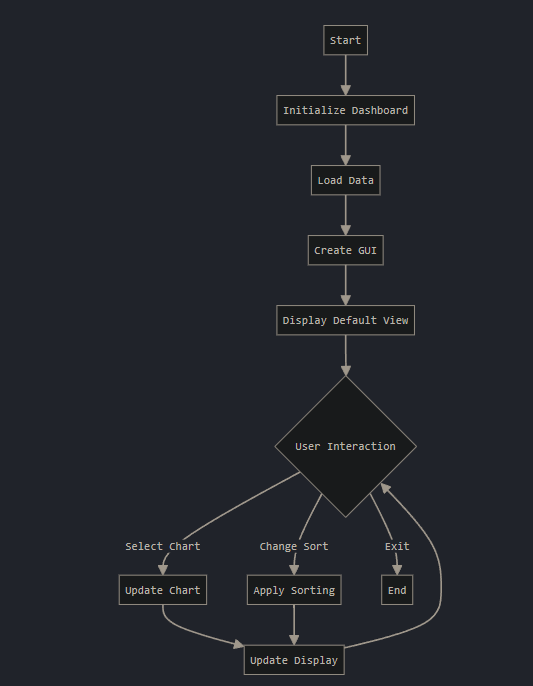 Start
Initialize Dashboard
Load Data
Create GUI
Display Default View
User Interaction
Select Chart
Change Sort
Exit
Update Chart
Apply Sorting
End
Update Display